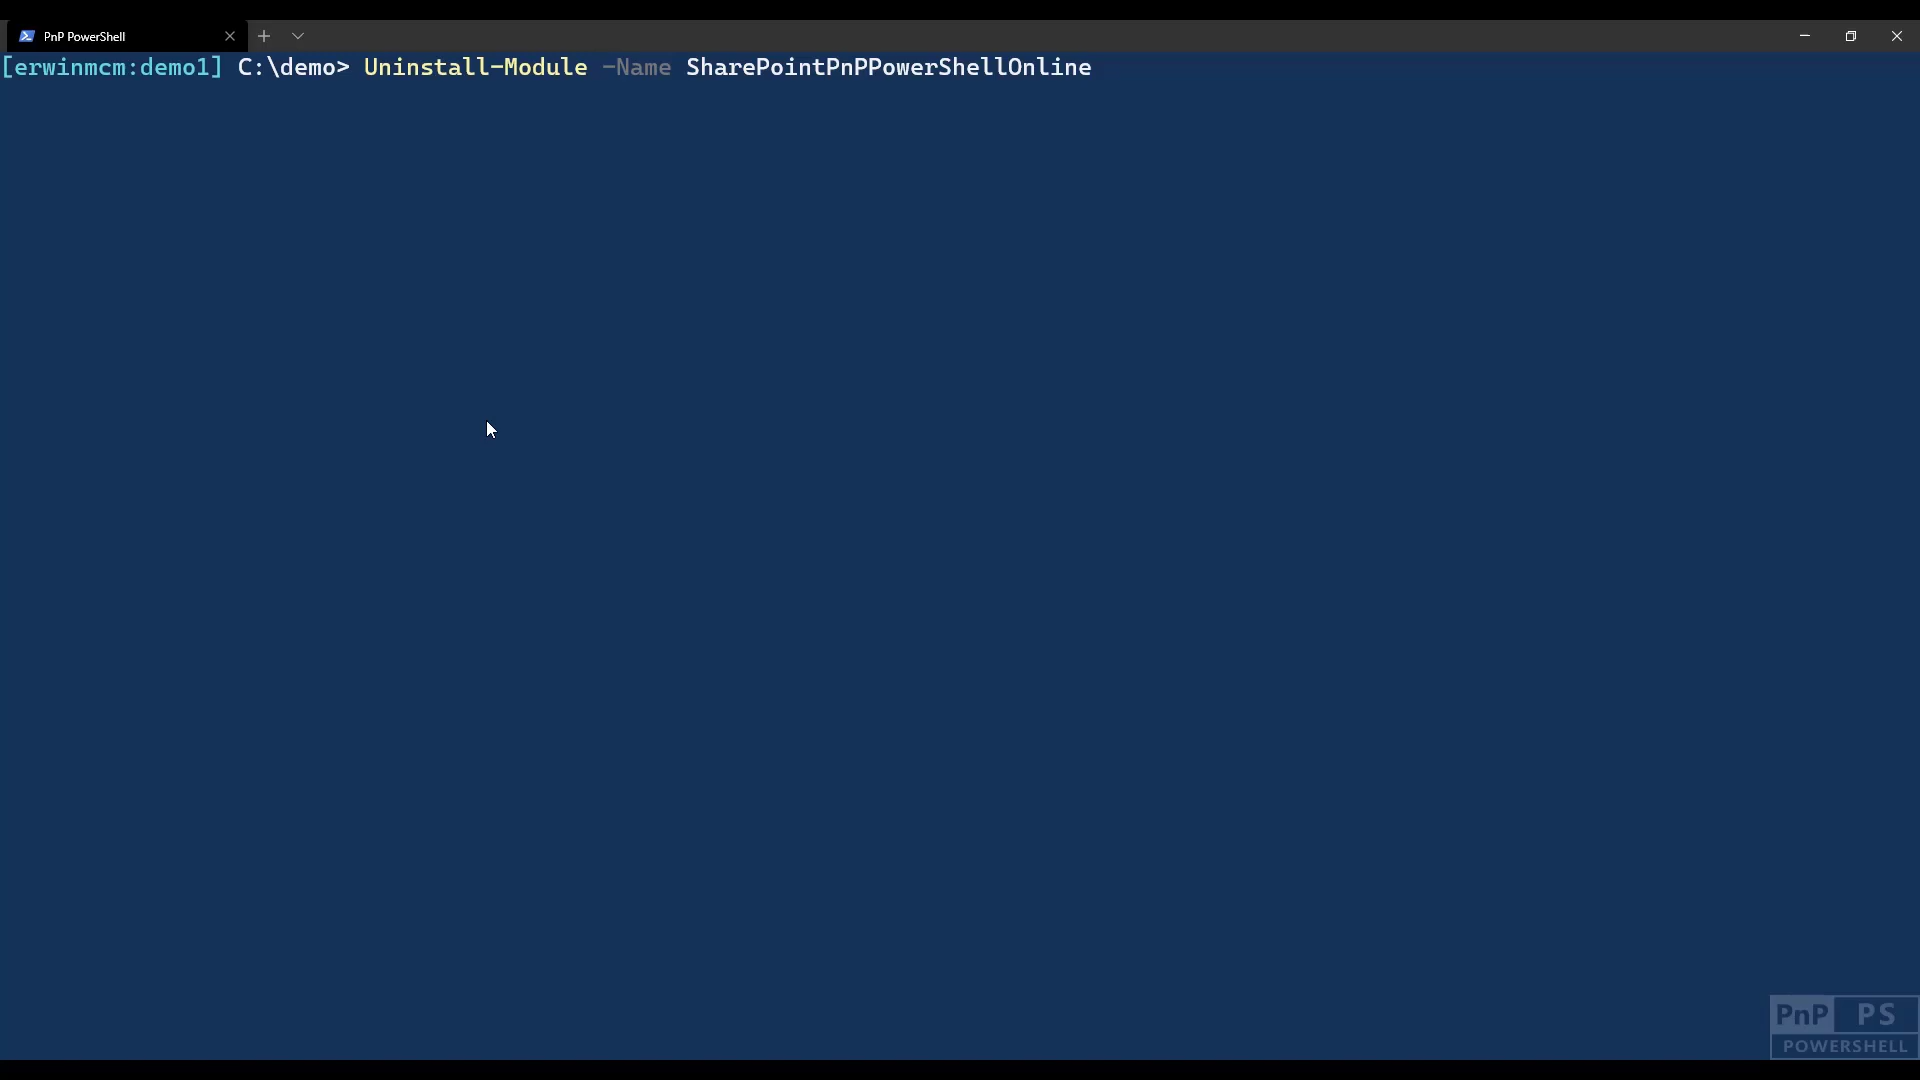 PnP PowerShell
[erwinmcm:demo1] C:\demo> Uninstall-Module -Name SharePointPnPPowerShellOnline
PnP PS
POWERSHELL